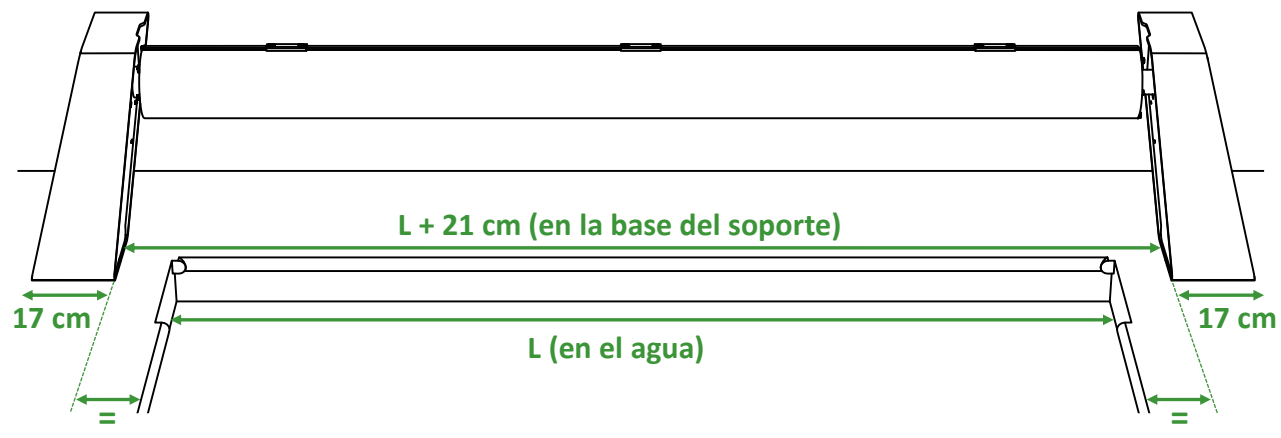 L + 21 cm (en la base del soporte)
17 cm
17 cm
L (en el agua)
=
=